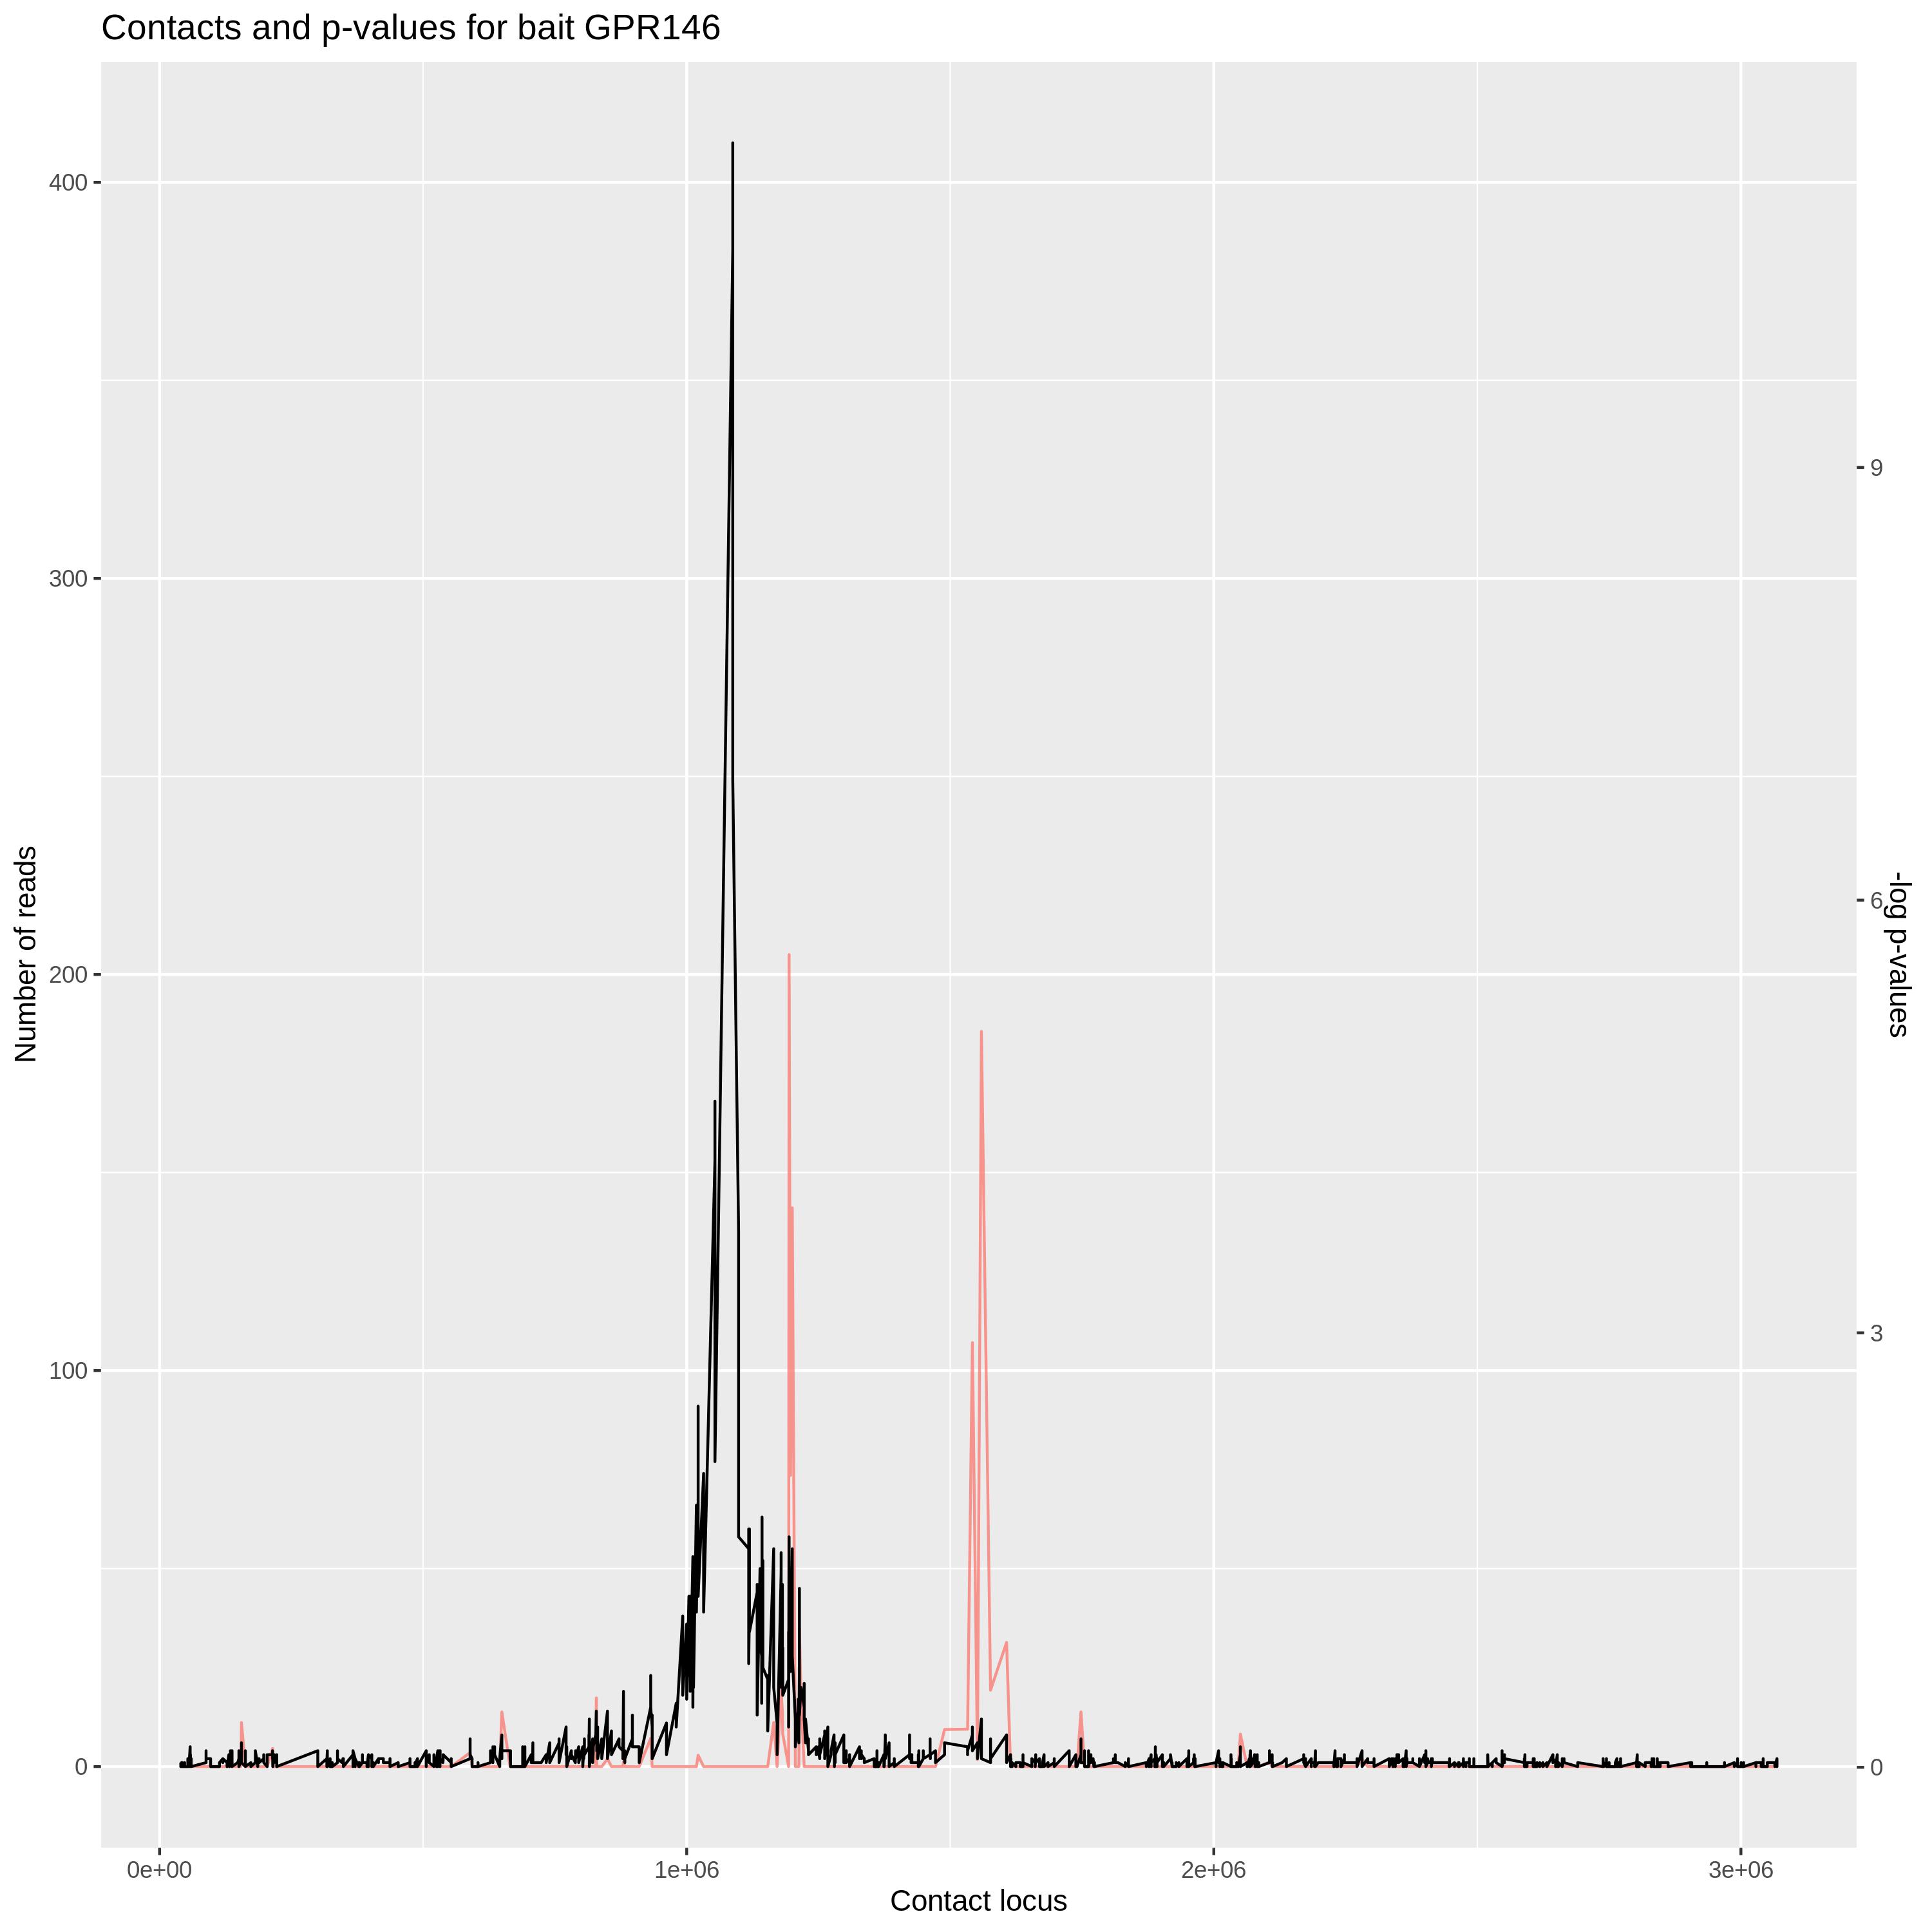 Contacts and p-values for bait GPR146
400
300
200
100
0
Number of reads
9
6
3
0
-log p-values
0e+00
1e+06
2e+06
3e+06
Contact locus